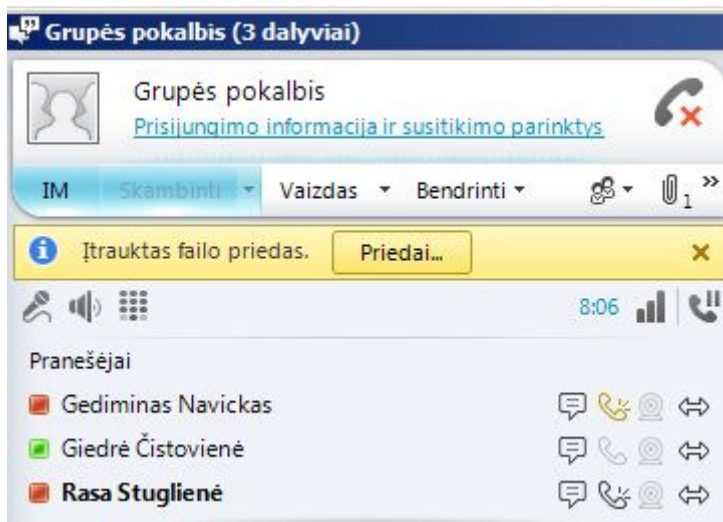 Grupės pokalbis (3 dalyviai)
Grupės pokalbis
Prisijungimo informacija ir susitikimo parinktys
IM Skambinti Vaizdas Bendrinti 1 »
Įtrauktas failo priedas. Priedai...
8:06
Pranešėjai
Gediminas Navickas
Giedrė Čistovienė
Rasa Stuglienė